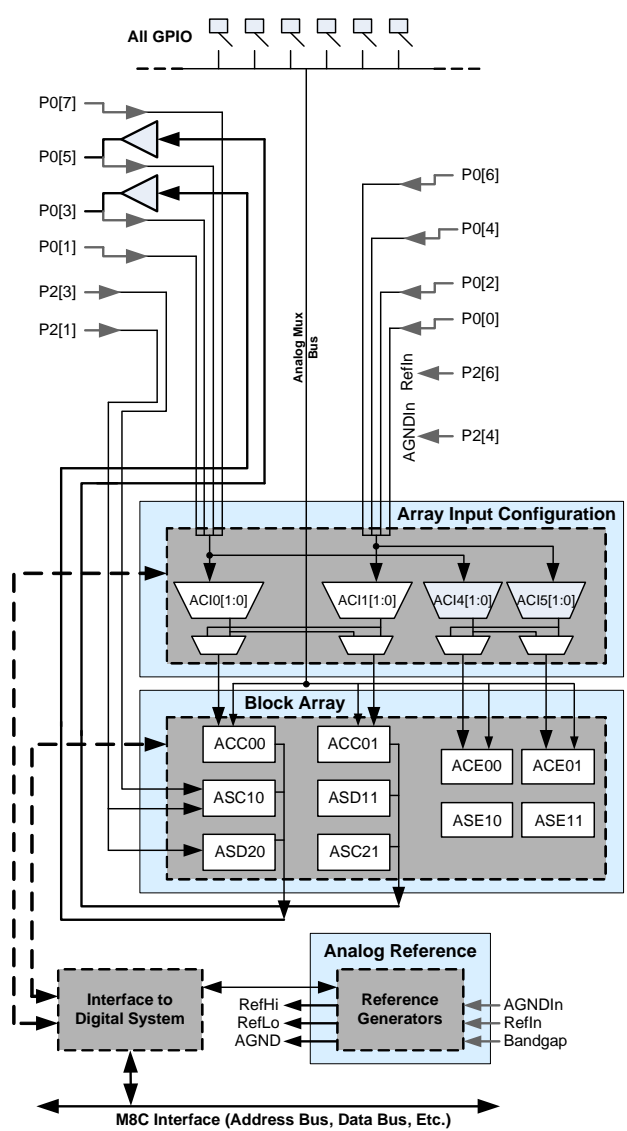 All GPIO
P0[7]
P0[5]
P0[3]
P0[1]
P2[3]
P2[1]
P0[6]
P0[4]
P0[2]
P0[0]
P2[6]
P2[4]
Analog Mux
Bus
RefIn
AGNDIn
Array Input Configuration
ACI0[1:0]
ACI1[1:0]
ACI4[1:0]
ACI5[1:0]
Block Array
ACC00
ACC01
ACE00
ACE01
ASC10
ASD11
ASE10
ASE11
ASD20
ASC21
Analog Reference
Interface to
Digital System
RefHi
RefLo
AGND
Reference
Generators
AGNDIn
RefIn
Bandgap
M8C Interface (Address Bus, Data Bus, Etc.)